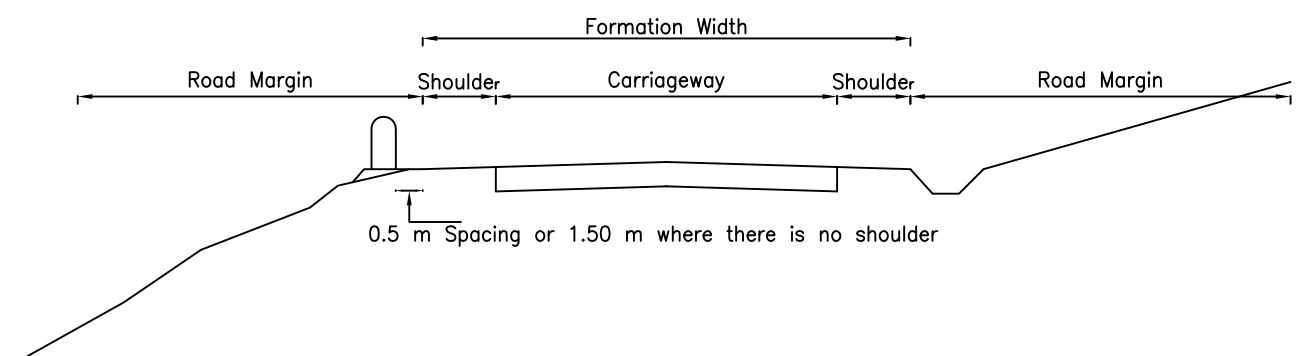 Formation Width
Road Margin Shoulder Carriageway Shoulder Road Margin
0.5 m Spacing or 1.50 m where there is no shoulder